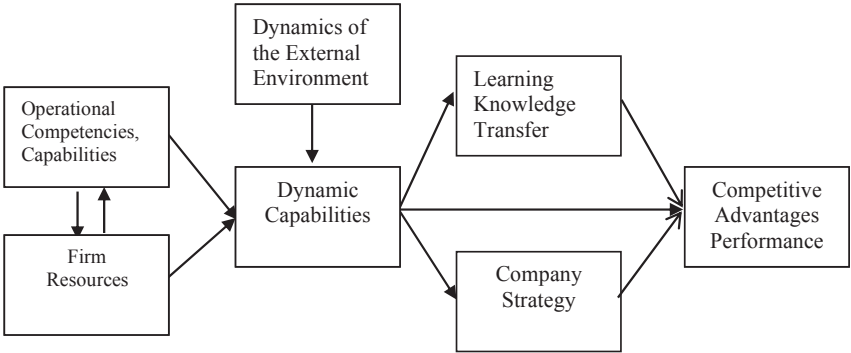 Dynamics
of the External
Environment
Operational
Competencies,
Capabilities
Firm
Resources
Dynamic
Capabilities
Learning
Knowledge
Transfer
Company
Strategy
Competitive
Advantages
Performance